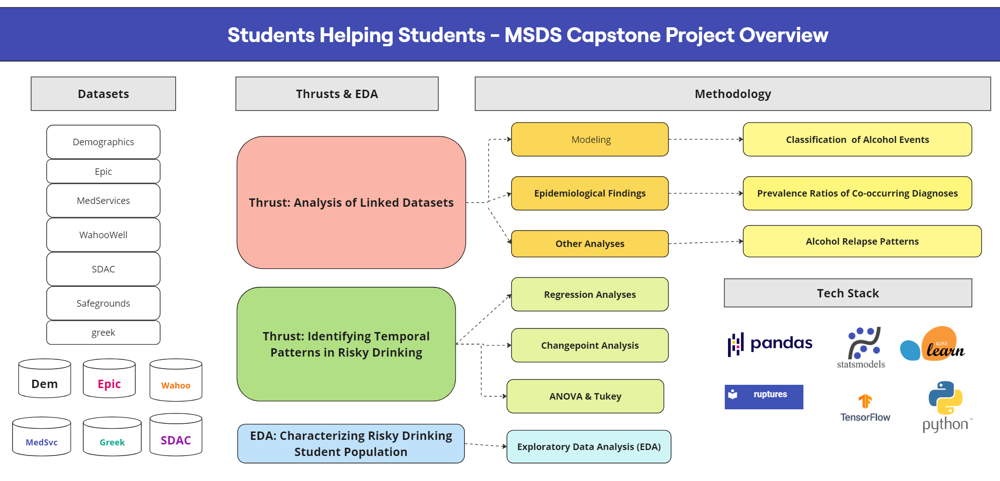 Students Helping Students - MSDS Capstone Project Overview
Datasets
Thrusts & EDA
Methodology
Demographics
Epic
MedServices
WahooWell
SDAC
Safegrounds
greek
Dem
Epic
Wahoo
MedSvc
Greek
SDAC
Thrust: Analysis of Linked Datasets
Thrust: Identifying Temporal
Patterns in Risky Drinking
EDA: Characterizing Risky Drinking
Student Population
Modeling
Epidemiological Findings
Other Analyses
Regression Analyses
Changepoint Analysis
ANOVA & Tukey
Exploratory Data Analysis (EDA)
Classification  of Alcohol Events
Prevalence Ratios of Co-occurring Diagnoses
Alcohol Relapse Patterns
Tech Stack
pandas
statsmodels
scikit
learn
ruptures
TensorFlow
python™